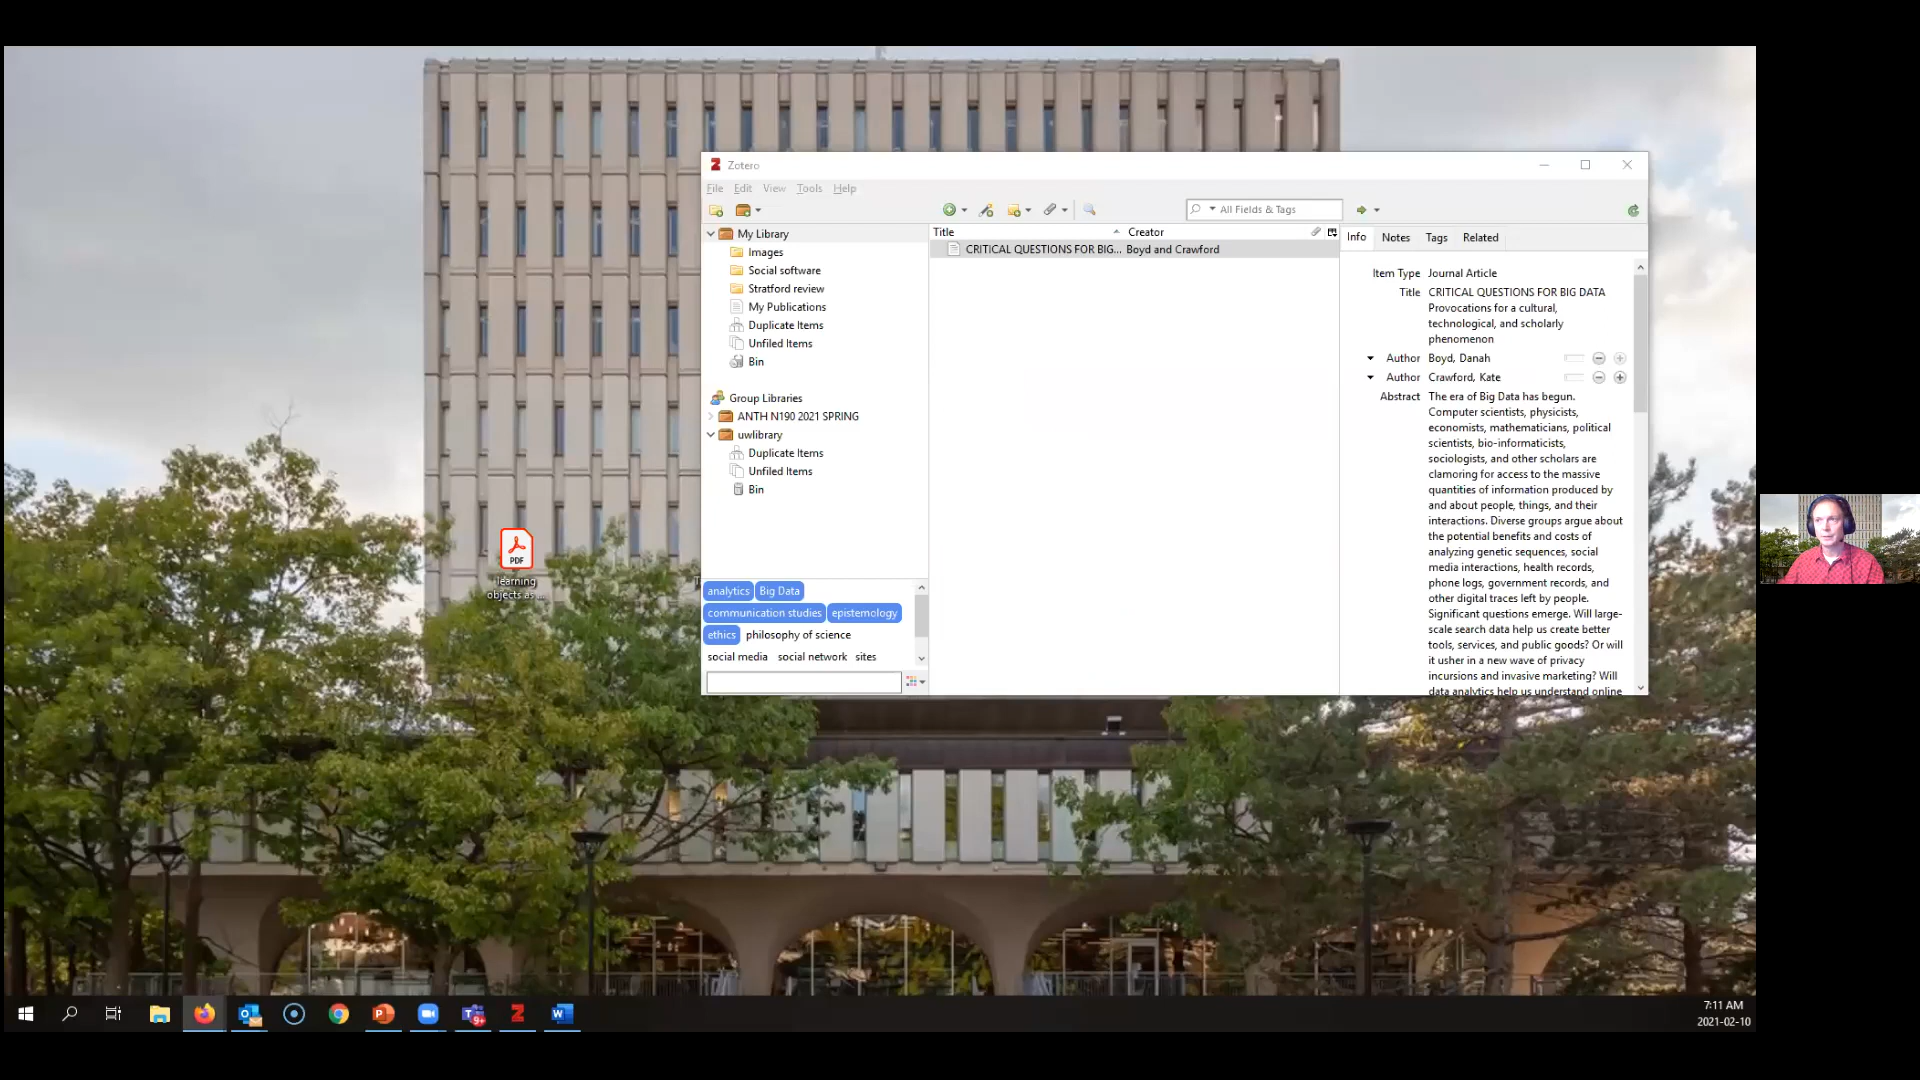 Zotero
File Edit View Tools Help
All Fields & Tags
My Library
Images
Social software
Stratford review
My Publications
Duplicate Items
Unfiled Items
Bin
Group Libraries
ANTH N190 2021 SPRING
uwlibrary
Duplicate Items
Unfiled Items
Bin
analytics Big Data
communication studies epistemology
ethics philosophy of science
social media social network sites
Title Creator
CRITICAL QUESTIONS FOR BIG... Boyd and Crawford
Info Notes Tags Related
Item Type Journal Article
Title CRITICAL QUESTIONS FOR BIG DATA
Provocations for a cultural,
technological, and scholarly
phenomenon
Author Boyd, Danah
Author Crawford, Kate
Abstract The era of Big Data has begun.
Computer scientists, physicists,
economists, mathematicians, political
scientists, bio-informaticists,
sociologists, and other scholars are
clamoring for access to the massive
quantities of information produced by
and about people, things, and their
interactions. Diverse groups argue about
the potential benefits and costs of
analyzing genetic sequences, social
media interactions, health records,
phone logs, government records, and
other digital traces left by people.
Significant questions emerge. Will large-
scale search data help us create better
tools, services, and public goods? Or will
it usher in a new wave of privacy
incursions and invasive marketing? Will
data analytics help us understand online
PDF
learning
objects as ...
7:11 AM
2021-02-10